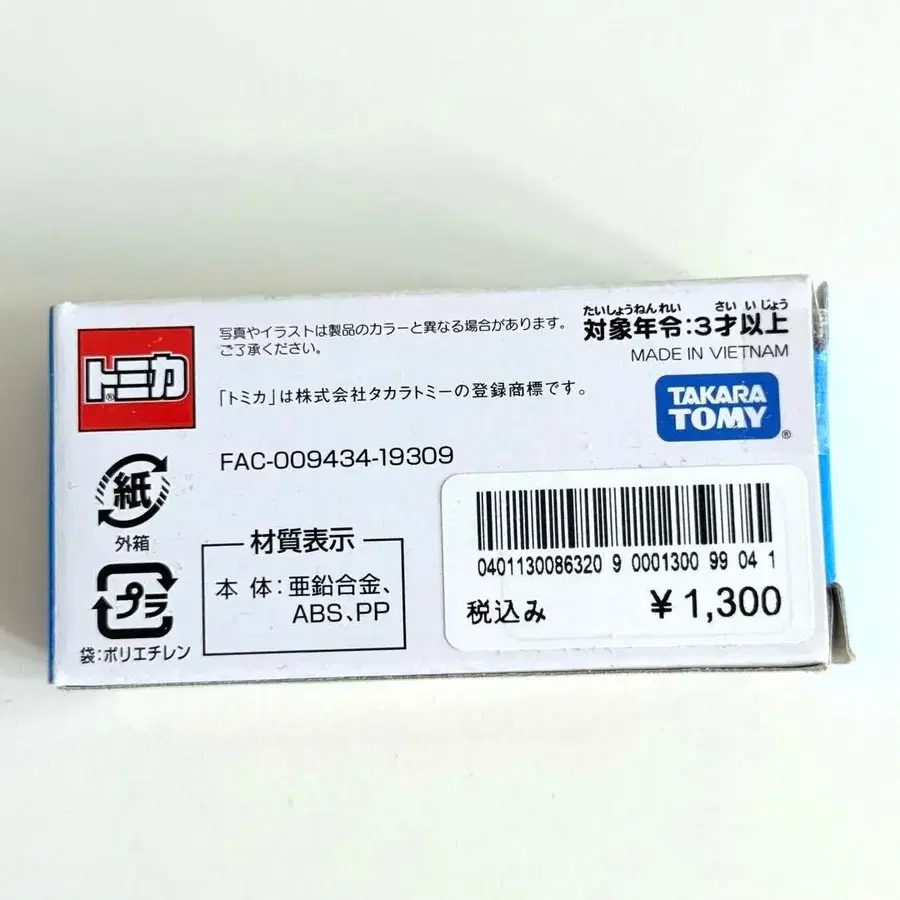 トミカ®
写真やイラストは製品のカラーと異なる場合があります。
ご了承ください。
「トミカ」は株式会社タカラトミーの登録商標です。
たいしょうねんれい さい いじょう
対象年令:3才以上
MADE IN VIETNAM
TAKARA
TOMY®
FAC-009434-19309
紙
外箱
プラ
袋:ポリエチレン
材質表示
本 体:亜鉛合金、
ABS、PP
0401130086320 9 0001300 99 04 1
税込み ¥1,300